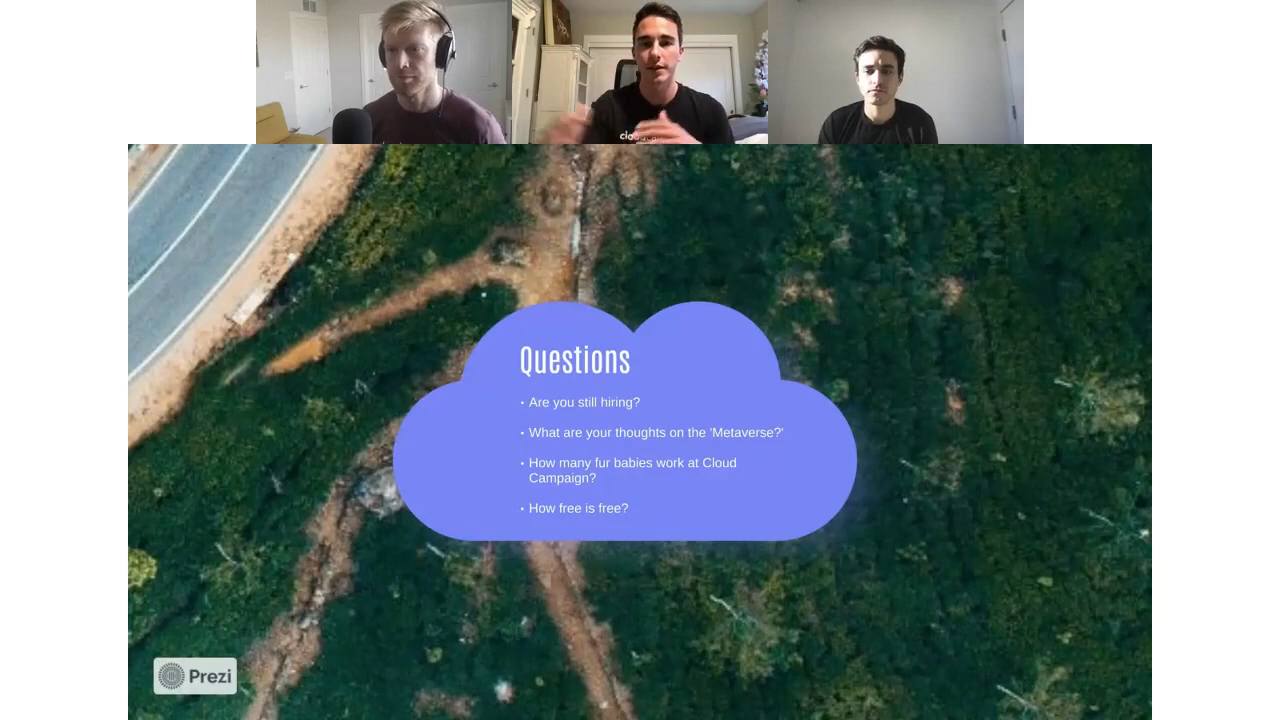 clo
Questions
• Are you still hiring?
• What are your thoughts on the 'Metaverse?'
• How many fur babies work at Cloud
Campaign?
• How free is free?
Prezi